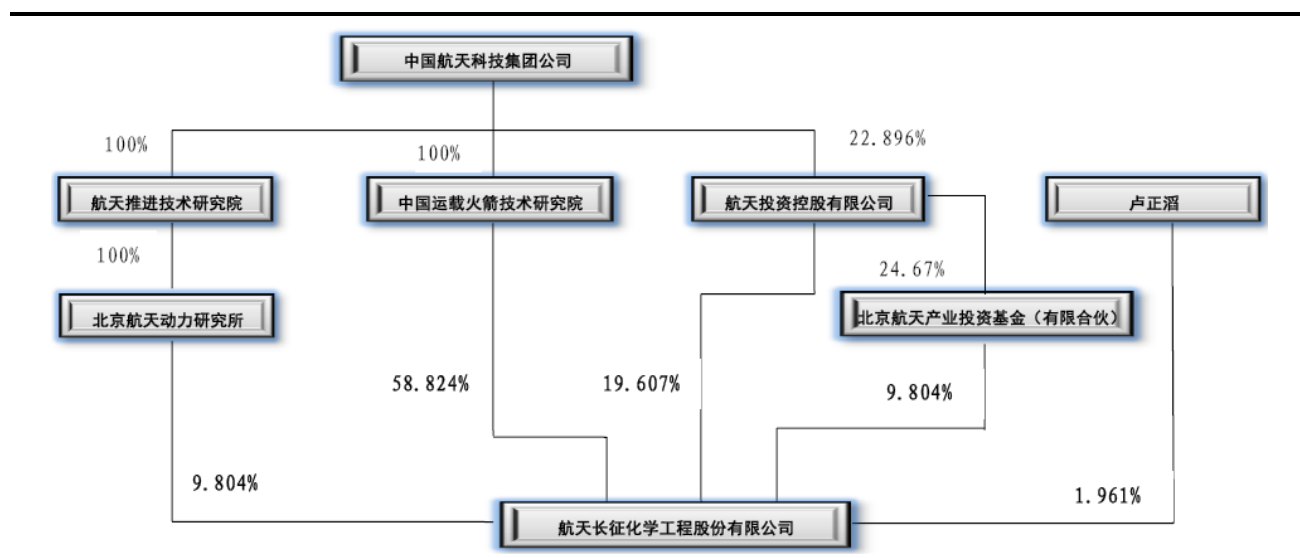 中国航天科技集团公司
100%
100%
22.896%
航天推进技术研究院
中国运载火箭技术研究院
航天投资控股有限公司
卢正滔
100%
24.67%
北京航天动力研究所
北京航天产业投资基金（有限合伙）
58.824%
19.607%
9.804%
9.804%
1.961%
航天长征化学工程股份有限公司